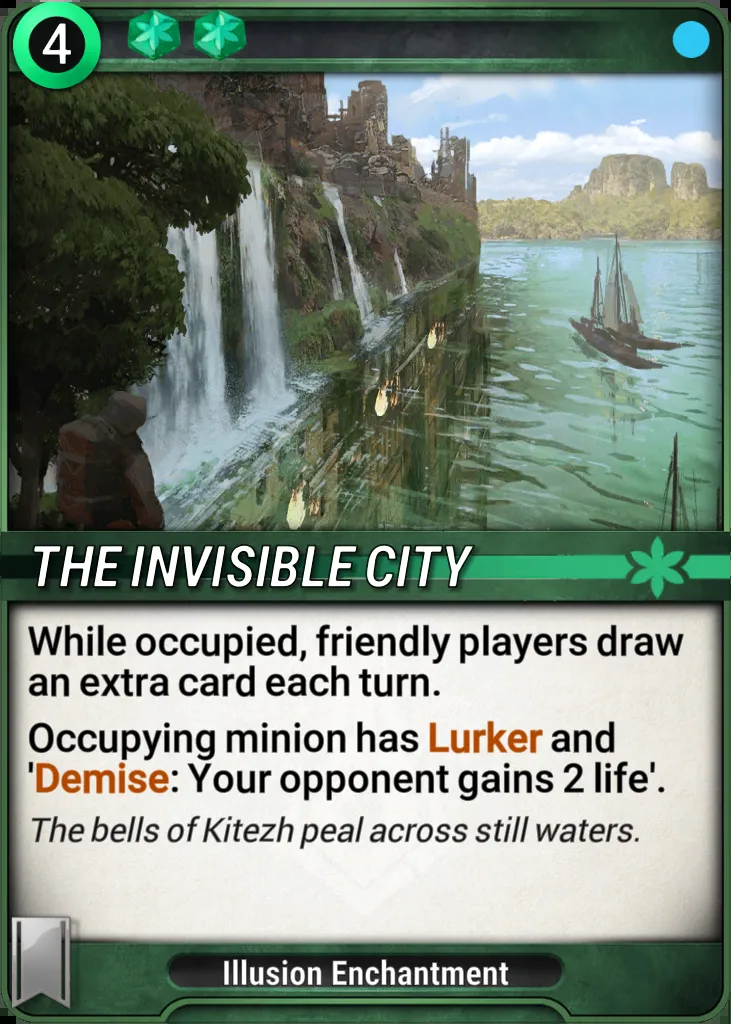 4
THE INVISIBLE CITY
While occupied, friendly players draw
an extra card each turn.
Occupying minion has Lurker and
'Demise: Your opponent gains 2 life'.
The bells of Kitezh peal across still waters.
Illusion Enchantment